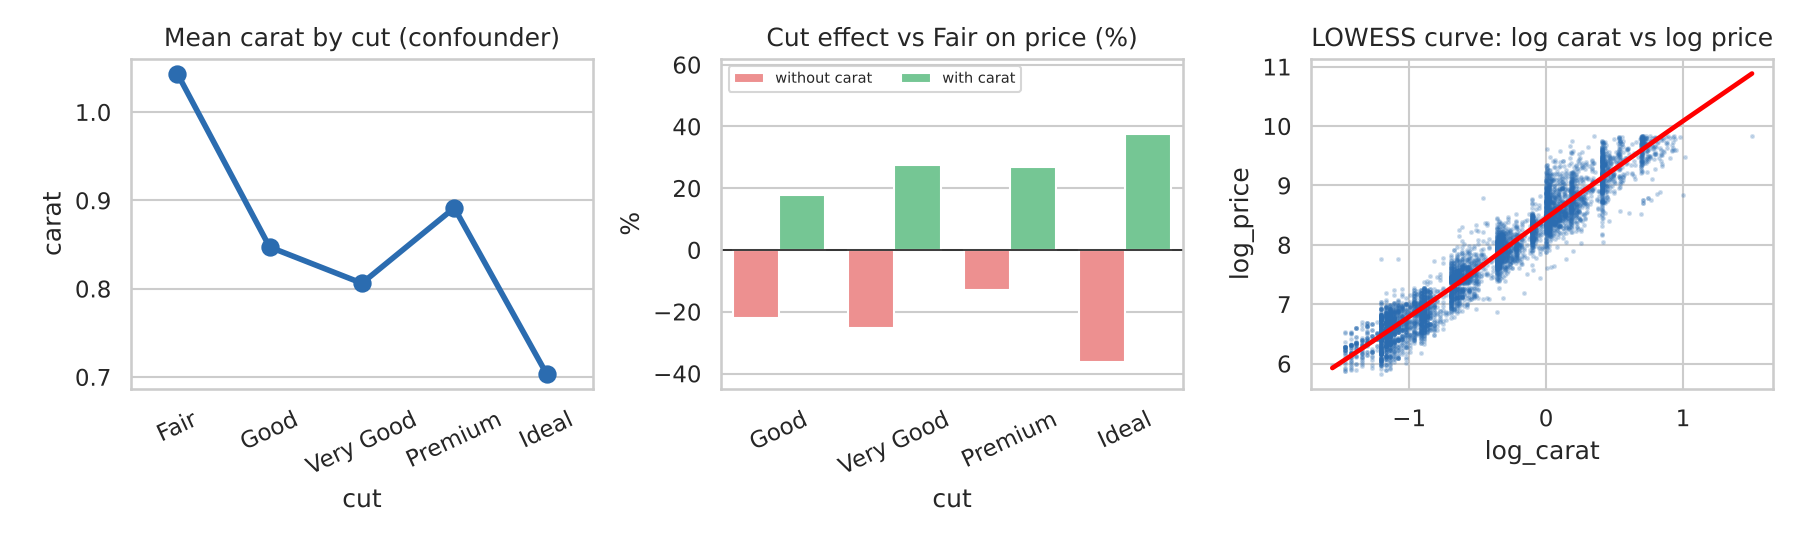 Mean carat by cut (confounder)
carat
1.0
0.9
0.8
0.7
Fair
Good
Very Good
Premium
Ideal
cut
Cut effect vs Fair on price (%)
without carat
with carat
%
60
40
20
0
−20
−40
Good
Very Good
Premium
Ideal
cut
LOWESS curve: log carat vs log price
log_price
11
10
9
8
7
6
−1
0
1
log_carat